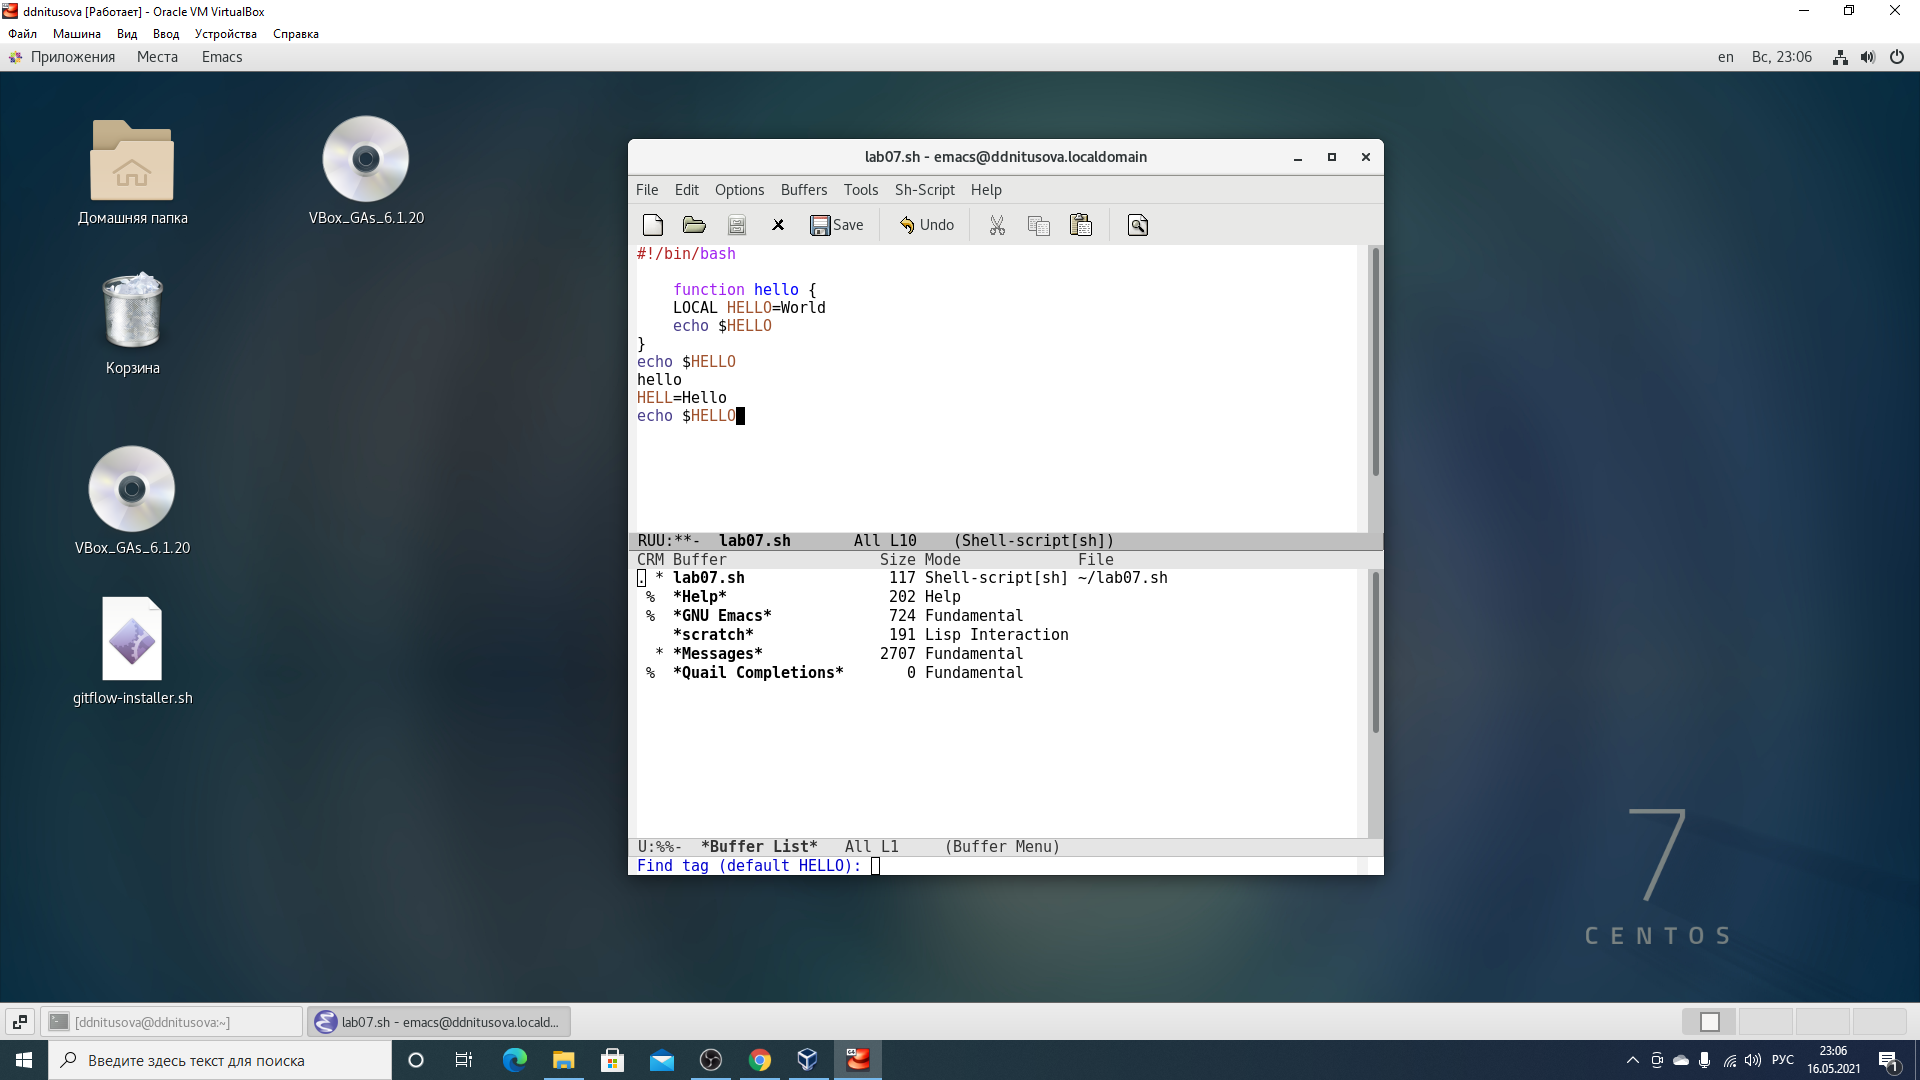 ddnitusova [Работает] - Oracle VM VirtualBox
Файл Машина Вид Ввод Устройства Справка
Приложения Места Emacs en Вс, 23:06
Домашняя папка
VBox_GAs_6.1.20
Корзина
VBox_GAs_6.1.20
gitflow-installer.sh
lab07.sh - emacs@ddnitusova.localdomain
File Edit Options Buffers Tools Sh-Script Help
Save Undo
#!/bin/bash
function hello {
LOCAL HELLO=World
echo $HELLO
}
echo $HELLO
hello
HELL=Hello
echo $HELLO
RUU:**- lab07.sh All L10 (Shell-script[sh])
CRM Buffer Size Mode File
. * lab07.sh 117 Shell-script[sh] ~/lab07.sh
% *Help* 202 Help
% *GNU Emacs* 724 Fundamental
*scratch* 191 Lisp Interaction
* *Messages* 2707 Fundamental
% *Quail Completions* 0 Fundamental
U:%%- *Buffer List* All L1 (Buffer Menu)
Find tag (default HELLO):
7
CENTOS
[ddnitusova@ddnitusova:~]
lab07.sh - emacs@ddnitusova.locald...
Введите здесь текст для поиска
64
РУС
23:06
16.05.2021
1